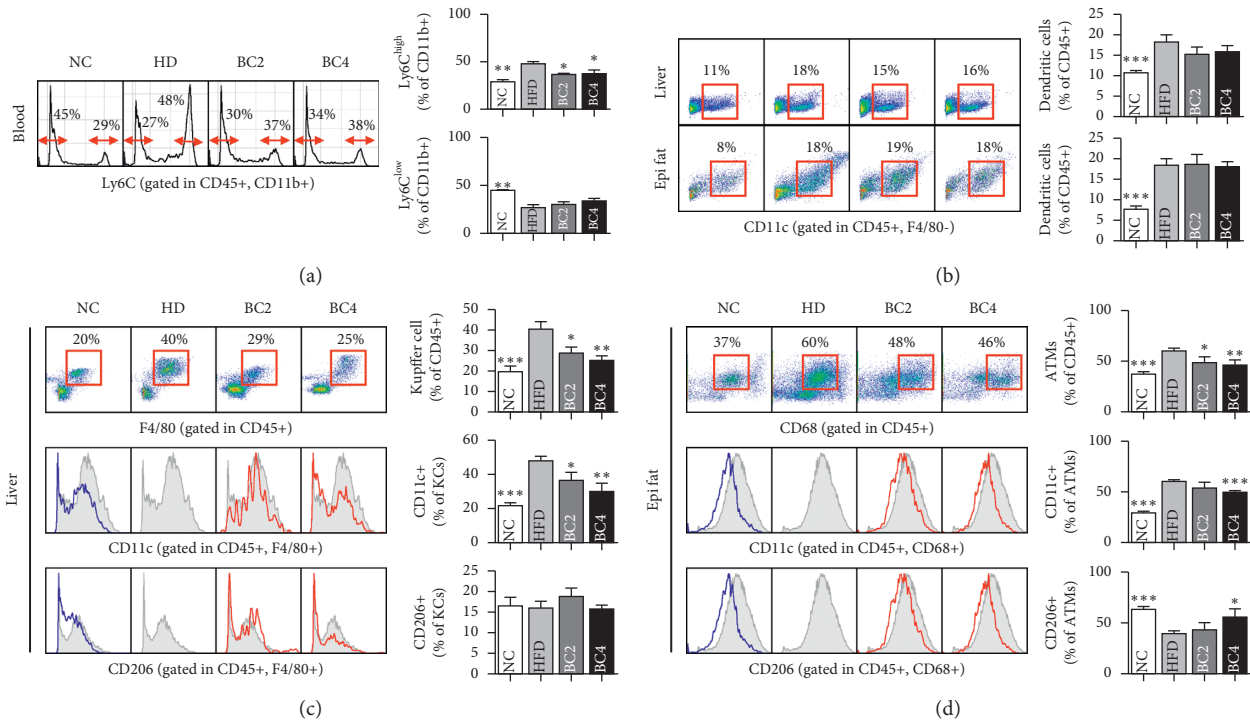 NC HD BC2 BC4
Blood
45% 29%
27% 48%
30% 37%
34% 38%
Ly6C (gated in CD45+, CD11b+)
Ly6Chigh
(% of CD11b+)
100
50
0
** * *
NC HFD BC2 BC4
Ly6Clow
(% of CD11b+)
100
50
0
**
NC HFD BC2 BC4
(a)
Liver
11% 18% 15% 16%
Epi fat
8% 18% 19% 18%
CD11c (gated in CD45+, F4/80-)
Dendritic cells
(% of CD45+)
25
20
15
10
5
0
***
NC HFD BC2 BC4
Dendritic cells
(% of CD45+)
25
20
15
10
5
0
***
NC HFD BC2 BC4
(b)
NC HD BC2 BC4
Liver
20% 40% 29% 25%
F4/80 (gated in CD45+)
CD11c (gated in CD45+, F4/80+)
CD206 (gated in CD45+, F4/80+)
Kupffer cell
(% of CD45+)
50
40
30
20
10
0
*** * **
NC HFD BC2 BC4
CD11c+
(% of KCs)
60
40
20
0
*** * **
NC HFD BC2 BC4
CD206+
(% of KCs)
25
20
15
10
5
0
NC HFD BC2 BC4
(c)
NC HD BC2 BC4
Epi fat
37% 60% 48% 46%
CD68 (gated in CD45+)
CD11c (gated in CD45+, CD68+)
CD206 (gated in CD45+, CD68+)
ATMs
(% of CD45+)
100
50
0
*** * **
NC HFD BC2 BC4
CD11c+
(% of ATMs)
100
50
0
*** ***
NC HFD BC2 BC4
CD206+
(% of ATMs)
100
50
0
*** *
NC HFD BC2 BC4
(d)